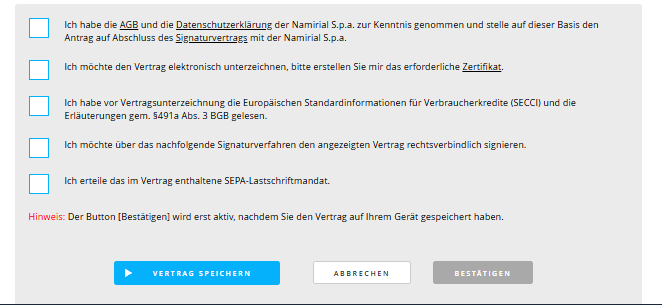 Ich habe die AGB und die Datenschutzerklärung der Namirial S.p.a. zur Kenntnis genommen und stelle auf dieser Basis den
Antrag auf Abschluss des Signaturvertrags mit der Namirial S.p.a.
Ich möchte den Vertrag elektronisch unterzeichnen, bitte erstellen Sie mir das erforderliche Zertifikat.
Ich habe vor Vertragsunterzeichnung die Europäischen Standardinformationen für Verbraucherkredite (SECCI) und die
Erläuterungen gem. §491a Abs. 3 BGB gelesen.
Ich möchte über das nachfolgende Signaturverfahren den angezeigten Vertrag rechtsverbindlich signieren.
Ich erteile das im Vertrag enthaltene SEPA-Lastschriftmandat.
Hinweis: Der Button [Bestätigen] wird erst aktiv, nachdem Sie den Vertrag auf Ihrem Gerät gespeichert haben.
VERTRAG SPEICHERN ABBRECHEN BESTÄTIGEN